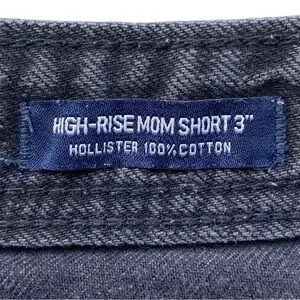 HIGH-RISE MOM SHORT 3"
HOLLISTER 100% COTTON